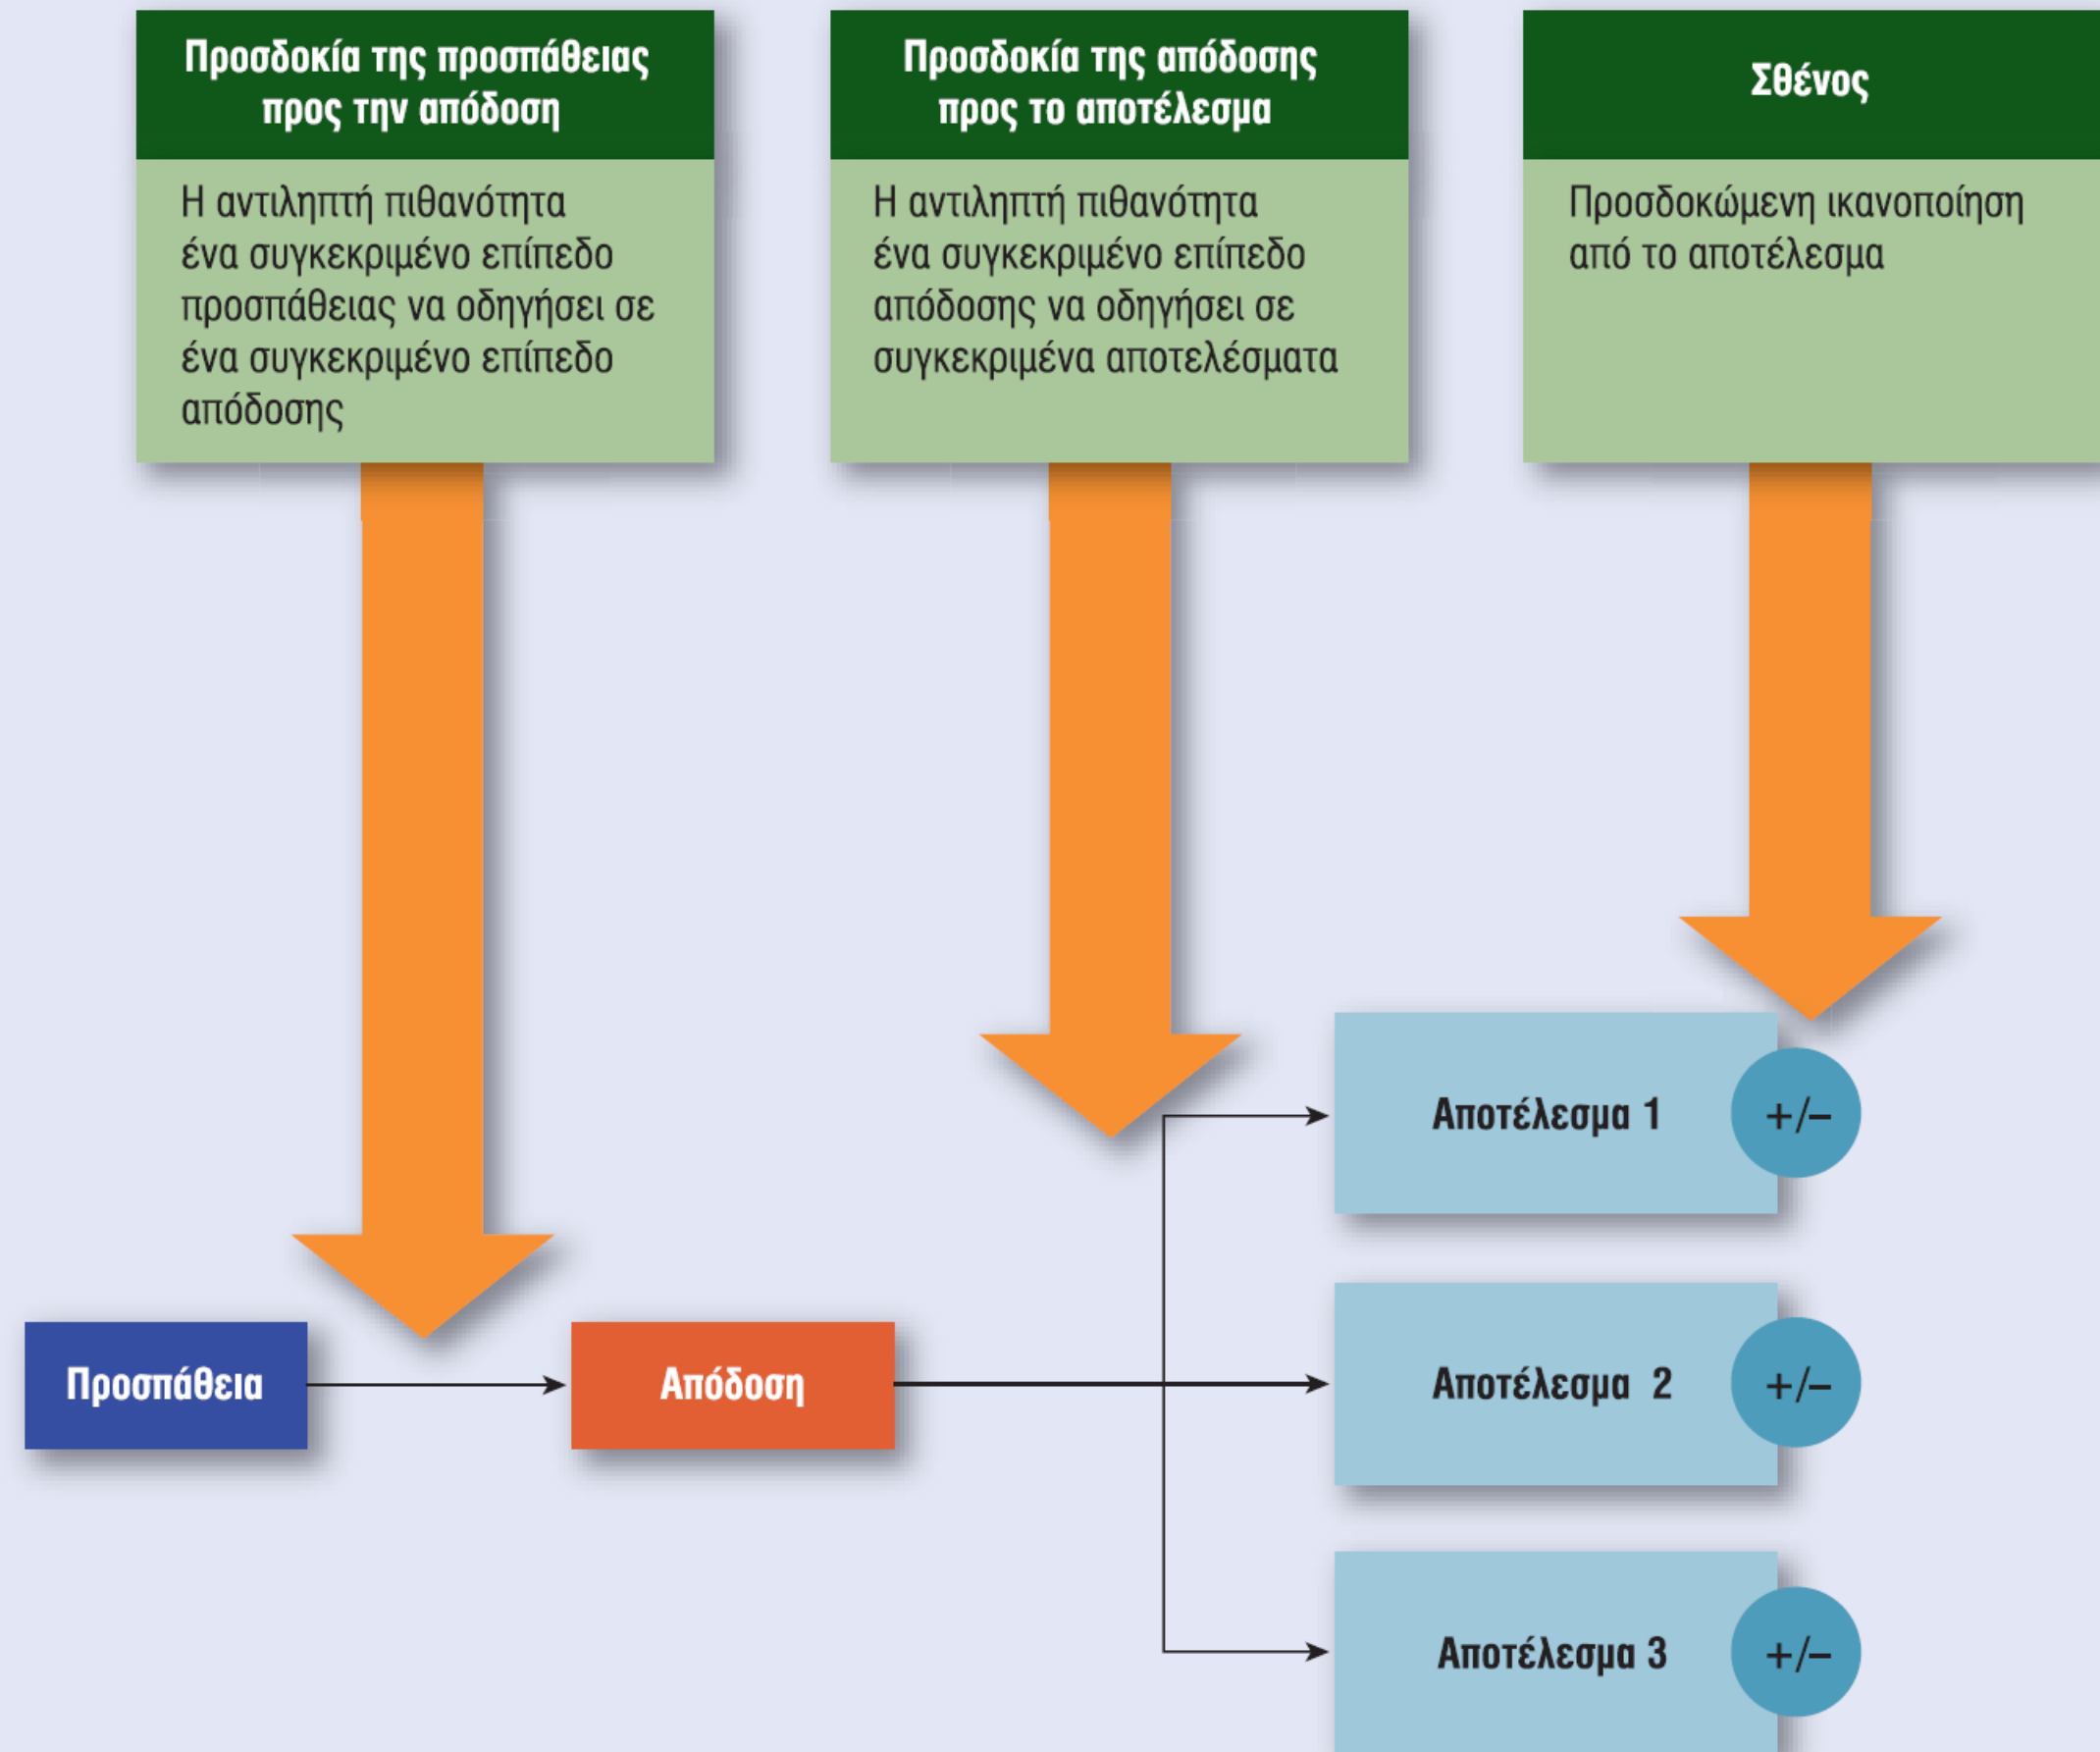 Προσδοκία της προσπάθειας
προς την απόδοση
Η αντιληπτή πιθανότητα
ένα συγκεκριμένο επίπεδο
προσπάθειας να οδηγήσει σε
ένα συγκεκριμένο επίπεδο
απόδοσης
Προσδοκία της απόδοσης
προς το αποτέλεσμα
Η αντιληπτή πιθανότητα
ένα συγκεκριμένο επίπεδο
απόδοσης να οδηγήσει σε
συγκεκριμένα αποτελέσματα
Σθένος
Προσδοκώμενη ικανοποίηση
από το αποτέλεσμα
Προσπάθεια
Απόδοση
Αποτέλεσμα 1
+/–
Αποτέλεσμα 2
+/–
Αποτέλεσμα 3
+/–